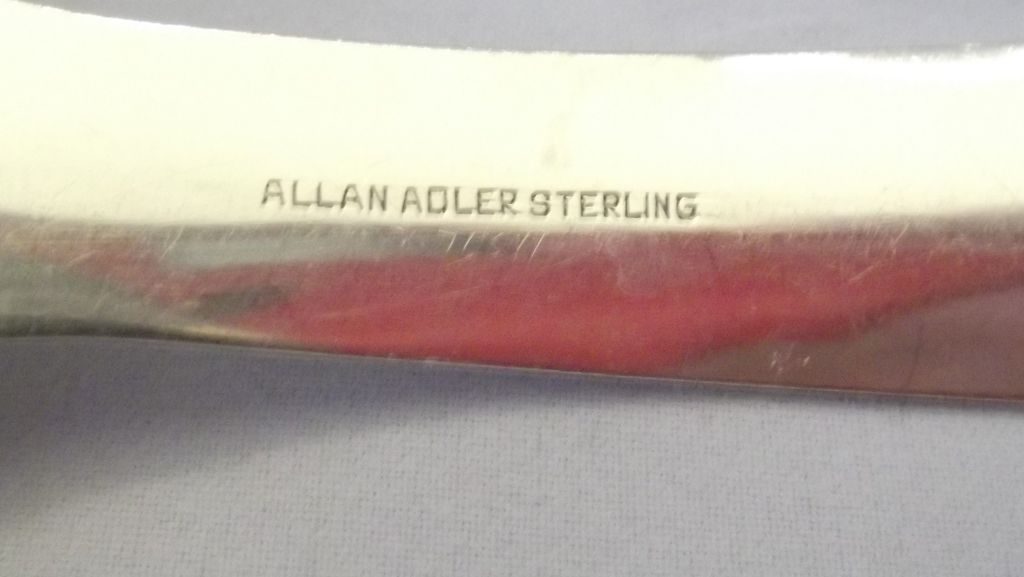 ALLAN ADLER STERLING